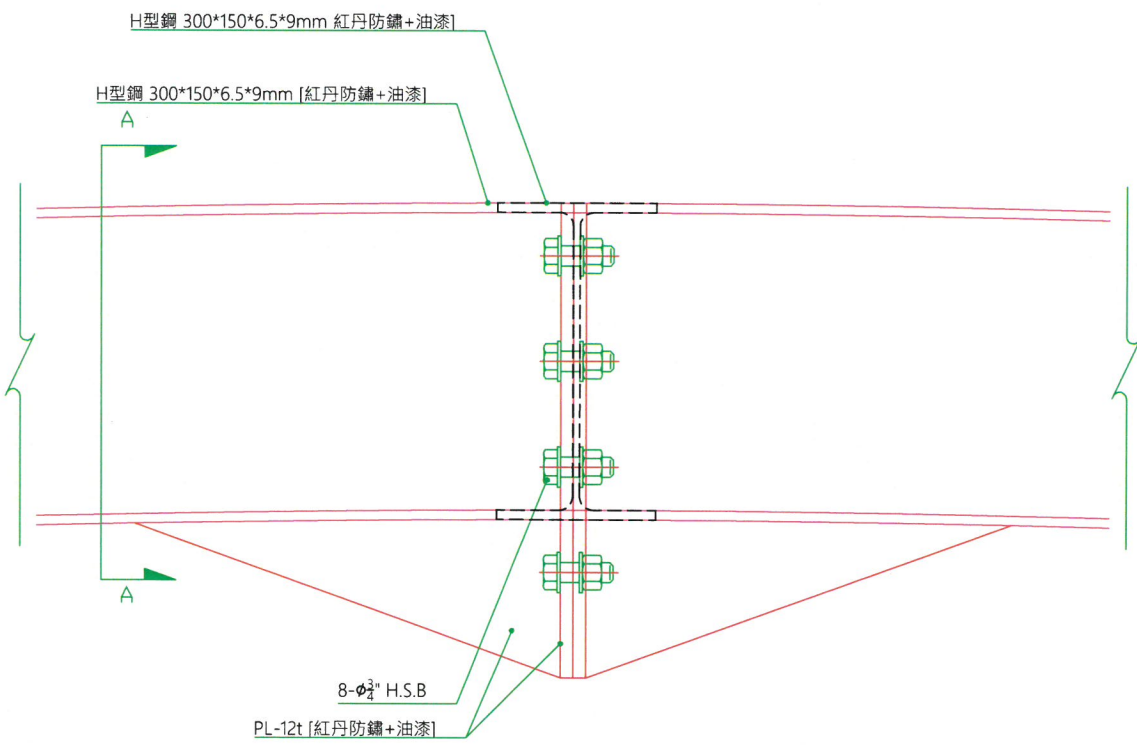 H型鋼 300*150*6.5*9mm 紅丹防鏽+油漆]
H型鋼 300*150*6.5*9mm [紅丹防鏽+油漆]
A
A
8-Φ3/4" H.S.B
PL-12t [紅丹防鏽+油漆]